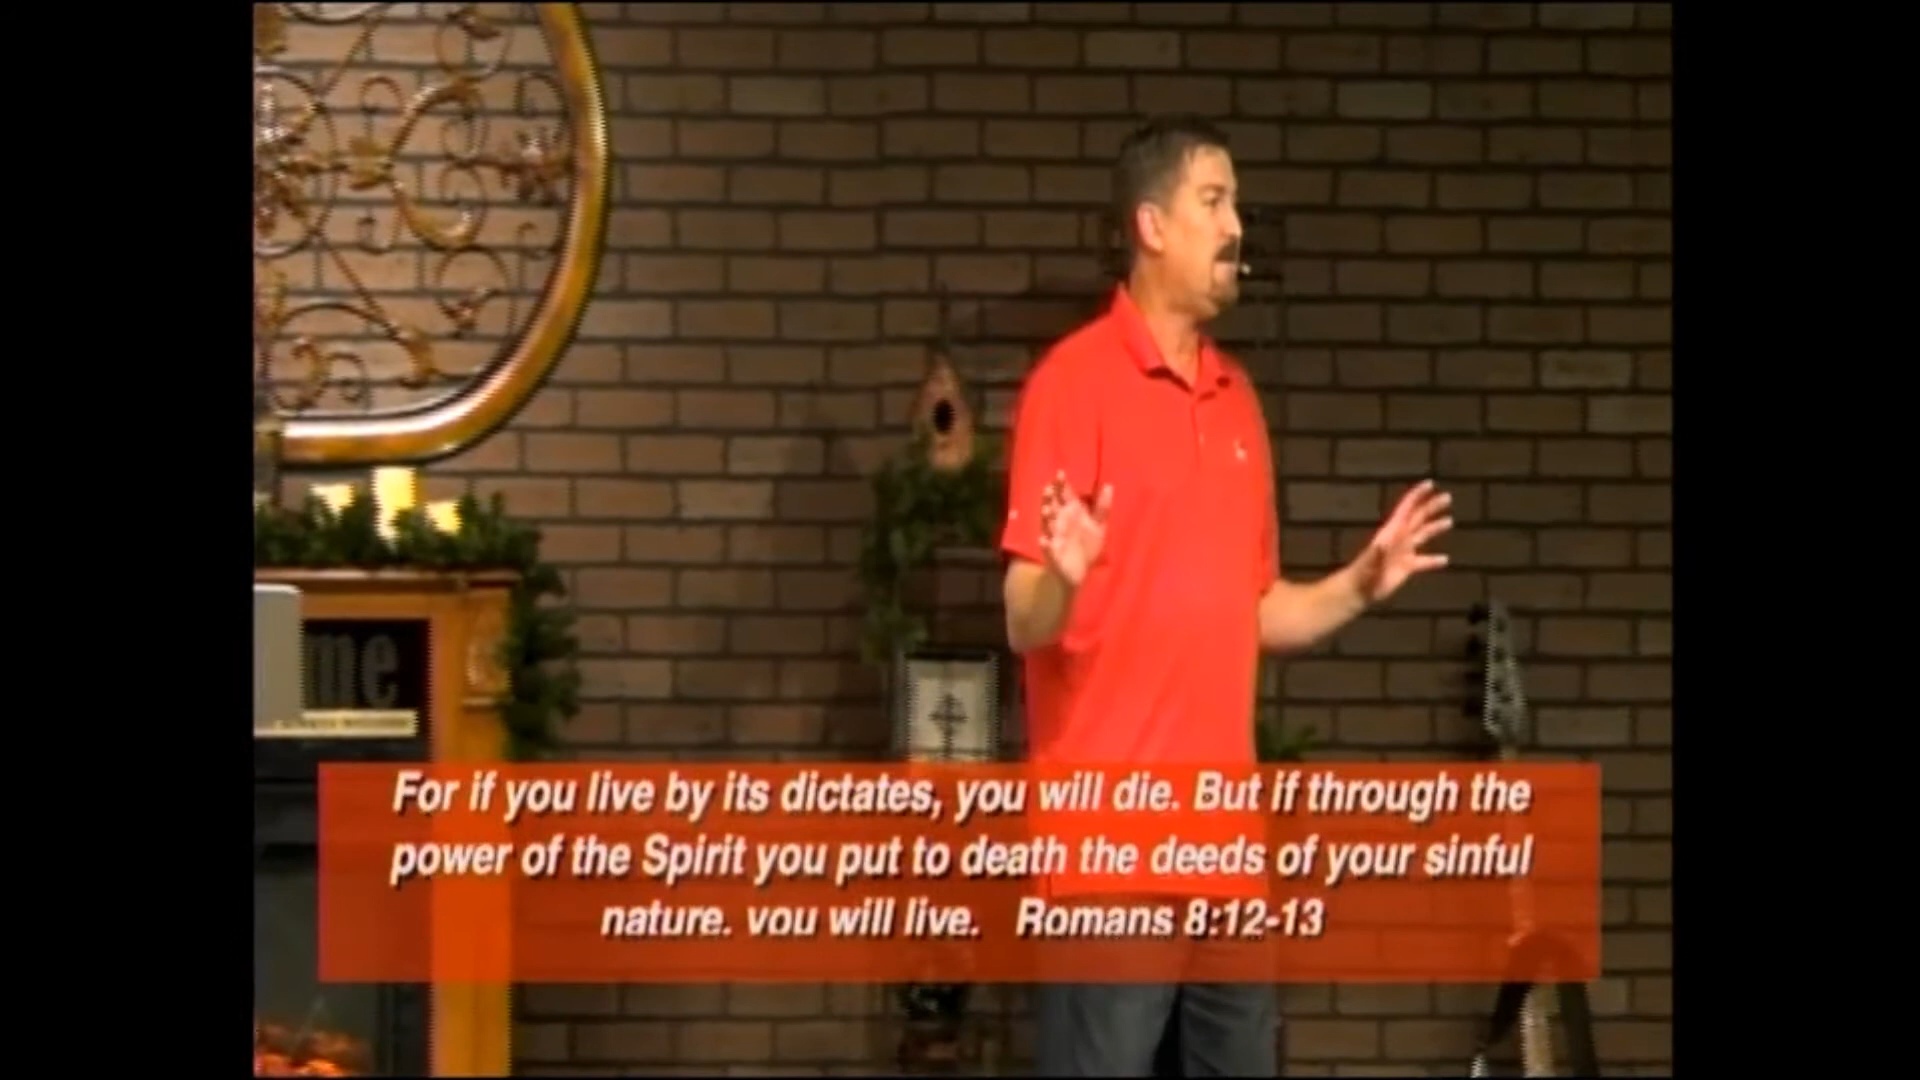 me
For if you live by its dictates, you will die. But if through the
power of the Spirit you put to death the deeds of your sinful
nature, you will live. Romans 8:12-13